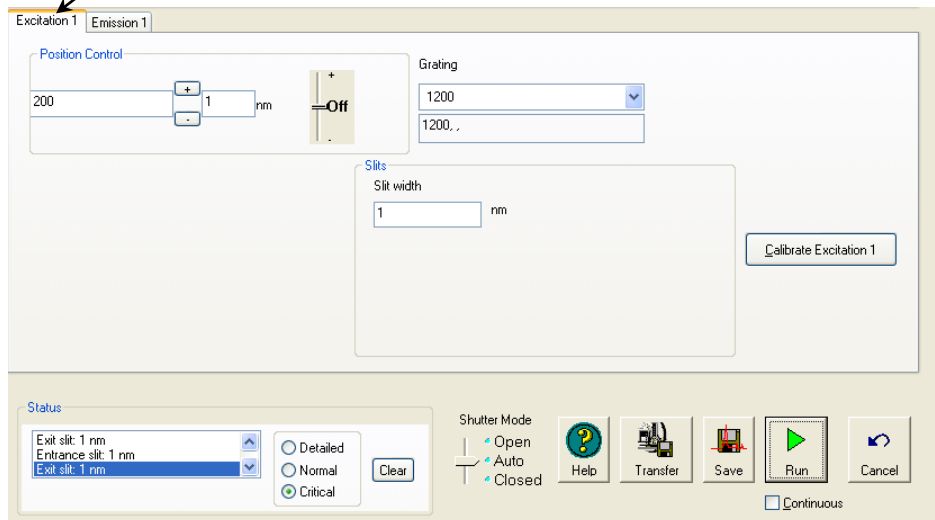 Excitation 1 Emission 1
Position Control
200 + 1 nm
-
+
Off
-
Grating
1200
1200, ,
Slits
Slit width
1 nm
Calibrate Excitation 1
Status
Exit slit: 1 nm
Entrance slit: 1 nm
Exit slit: 1 nm
Detailed
Normal
Critical
Clear
Shutter Mode
Open
Auto
Closed
Help
Transfer
Save
Run
Cancel
Continuous